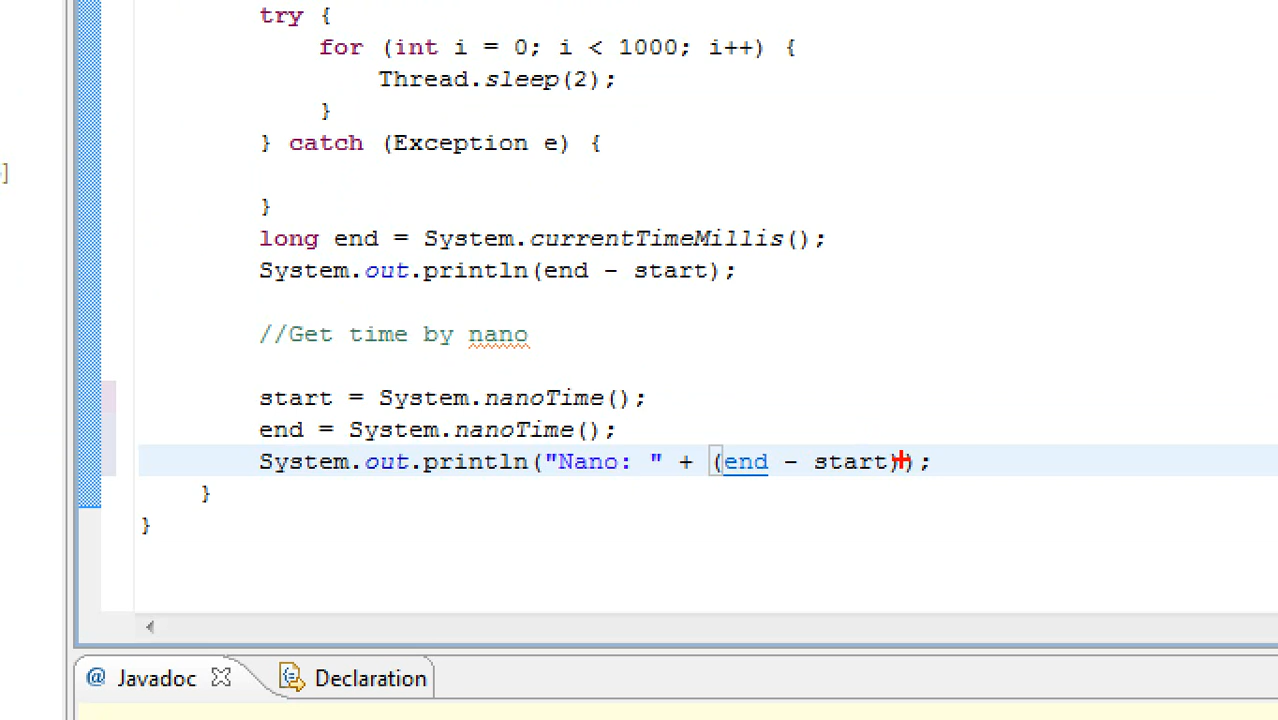 try {
for (int i = 0; i < 1000; i++) {
Thread.sleep(2);
}
} catch (Exception e) {
]
}
long end = System.currentTimeMillis();
System.out.println(end - start);
//Get time by nano
start = System.nanoTime();
end = System.nanoTime();
System.out.println("Nano: " + (end - start));
}
}
@ Javadoc
Declaration